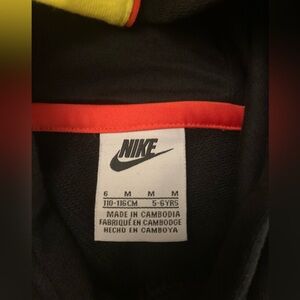 NIKE
6 M M M
110-116CM 5-6YRS
MADE IN CAMBODIA
FABRIQUÉ EN CAMBODGE
HECHO EN CAMBOYA